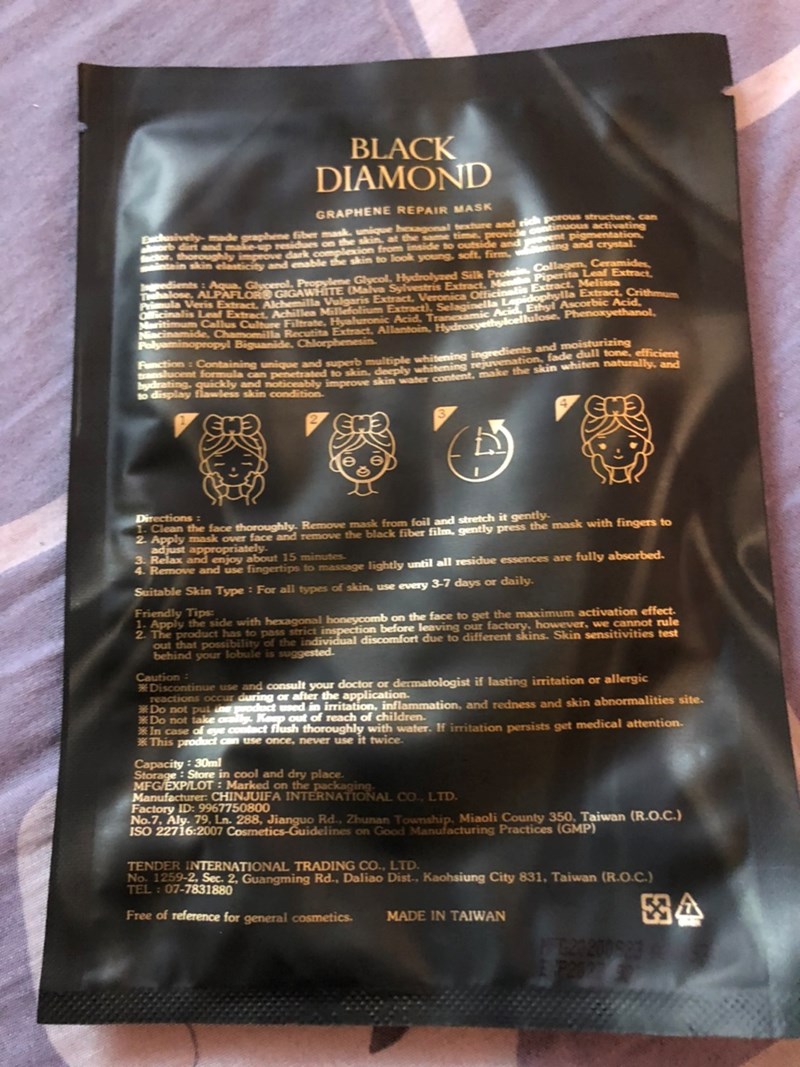 BLACK
DIAMOND
GRAPHENE REPAIR MASK
Exclusively- made graphene fiber mask, unique hexagonal texture and rich porous structure, can
absorb dirt and make-up residues on the skin, at the same time, provide continuous activating
factor, thoroughly improve dark complexion from inside to outside and prevent pigmentation,
maintain skin elasticity and enable the skin to look young, soft, firm, whitening and crystal.
Ingredients : Aqua, Glycerol, Propylene Glycol, Hydrolyzed Silk Protein, Collagen, Ceramides,
Trehalose, ALPAFLOR® GIGAWHITE (Malva Sylvestris Extract, Mentha Piperita Leaf Extract,
Primula Veris Extract, Alchemilla Vulgaris Extract, Veronica Officinalis Extract, Melissa
Officinalis Leaf Extract, Achillea Millefolium Extract), Selaginella Lepidophylla Extract, Crithmum
Maritimum Callus Culture Filtrate, Hyaluronic Acid, Tranexamic Acid, Ethyl Ascorbic Acid,
Niacinamide, Chamomilla Recutita Extract, Allantoin, Hydroxyethylcellulose, Phenoxyethanol,
Polyaminopropyl Biguanide, Chlorphenesin.
Function : Containing unique and superb multiple whitening ingredients and moisturizing
translucent formula can penetrated to skin, deeply whitening rejuvenation, fade dull tone, efficient
hydrating, quickly and noticeably improve skin water content, make the skin whiten naturally, and
to display flawless skin condition.
1 2 3 4
Directions :
1. Clean the face thoroughly. Remove mask from foil and stretch it gently.
2. Apply mask over face and remove the black fiber film, gently press the mask with fingers to
adjust appropriately.
3. Relax and enjoy about 15 minutes.
4. Remove and use fingertips to massage lightly until all residue essences are fully absorbed.
Suitable Skin Type : For all types of skin, use every 3-7 days or daily.
Friendly Tips:
1. Apply the side with hexagonal honeycomb on the face to get the maximum activation effect.
2. The product has to pass strict inspection before leaving our factory, however, we cannot rule
out that possibility of the individual discomfort due to different skins. Skin sensitivities test
behind your lobule is suggested.
Caution :
※Discontinue use and consult your doctor or dermatologist if lasting irritation or allergic
reactions occur during or after the application.
※Do not put the product used in irritation, inflammation, and redness and skin abnormalities site.
※Do not take orally. Keep out of reach of children.
※In case of eye contact flush thoroughly with water. If irritation persists get medical attention.
※This product can use once, never use it twice.
Capacity : 30ml
Storage : Store in cool and dry place.
MFG/EXP/LOT : Marked on the packaging.
Manufacturer: CHINJUIFA INTERNATIONAL CO., LTD.
Factory ID: 9967750800
No.7, Aly. 79, Ln. 288, Jianguo Rd., Zhunan Township, Miaoli County 350, Taiwan (R.O.C.)
ISO 22716:2007 Cosmetics-Guidelines on Good Manufacturing Practices (GMP)
TENDER INTERNATIONAL TRADING CO., LTD.
No. 1259-2, Sec. 2, Guangming Rd., Daliao Dist., Kaohsiung City 831, Taiwan (R.O.C.)
TEL : 07-7831880
Free of reference for general cosmetics. MADE IN TAIWAN
7